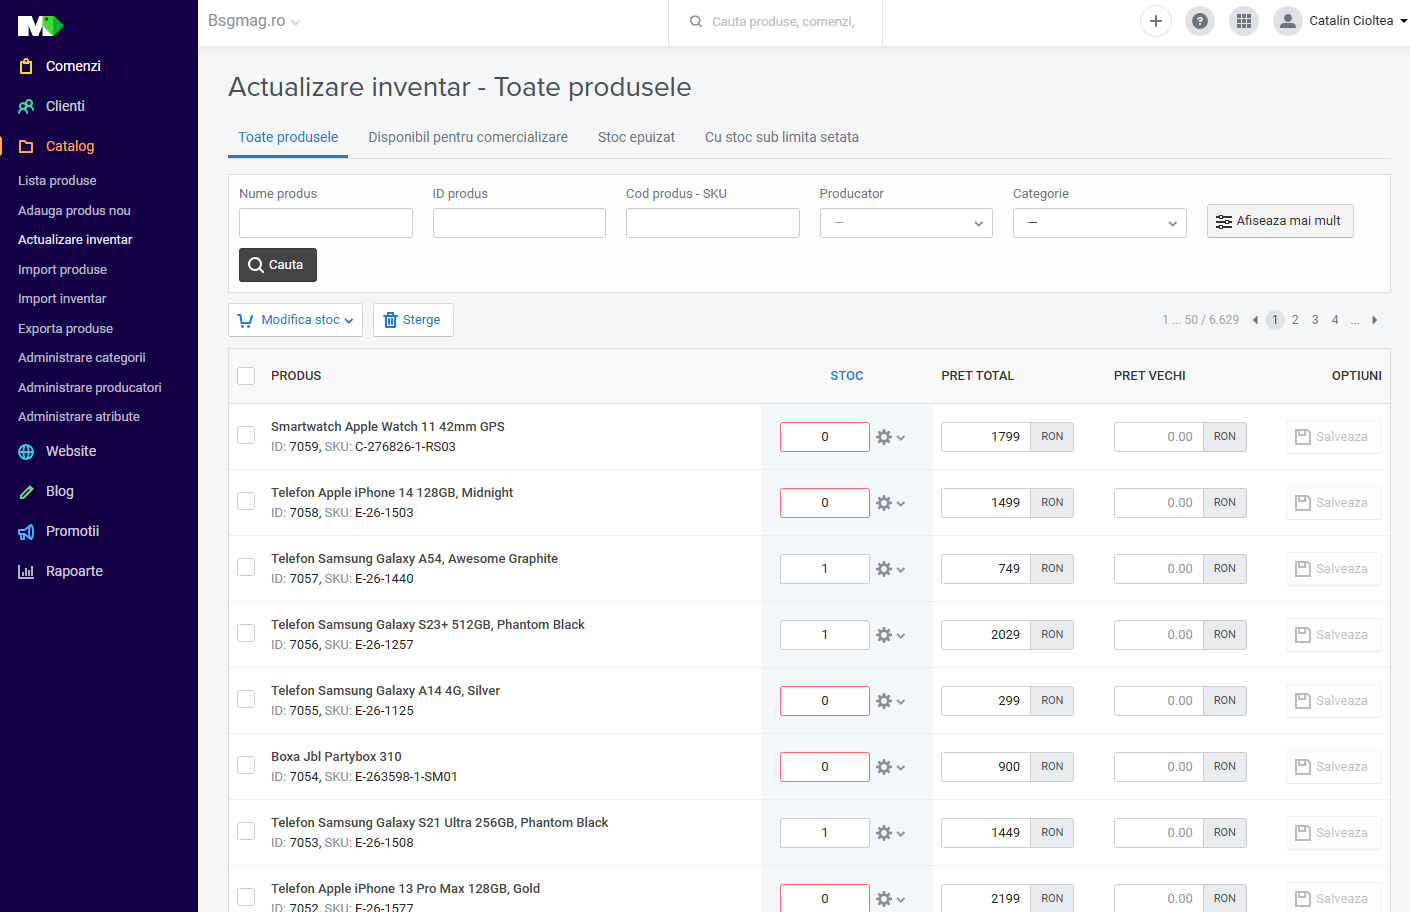 Bsgmag.ro
Cauta produse, comenzi,
Catalin Cioltea
Comenzi
Clienti
Catalog
Lista produse
Adauga produs nou
Actualizare inventar
Import produse
Import inventar
Exporta produse
Administrare categorii
Administrare producatori
Administrare atribute
Website
Blog
Promotii
Rapoarte
Actualizare inventar - Toate produsele
Toate produsele Disponibil pentru comercializare Stoc epuizat Cu stoc sub limita setata
Nume produs ID produs Cod produs - SKU Producator Categorie
— — Afiseaza mai mult
Cauta
Modifica stoc Sterge 1 ... 50 / 6.629 1 2 3 4 ...
PRODUS STOC PRET TOTAL PRET VECHI OPTIUNI
Smartwatch Apple Watch 11 42mm GPS
ID: 7059, SKU: C-276826-1-RS03
0 1799 RON 0.00 RON Salveaza
Telefon Apple iPhone 14 128GB, Midnight
ID: 7058, SKU: E-26-1503
0 1499 RON 0.00 RON Salveaza
Telefon Samsung Galaxy A54, Awesome Graphite
ID: 7057, SKU: E-26-1440
1 749 RON 0.00 RON Salveaza
Telefon Samsung Galaxy S23+ 512GB, Phantom Black
ID: 7056, SKU: E-26-1257
1 2029 RON 0.00 RON Salveaza
Telefon Samsung Galaxy A14 4G, Silver
ID: 7055, SKU: E-26-1125
0 299 RON 0.00 RON Salveaza
Boxa Jbl Partybox 310
ID: 7054, SKU: E-263598-1-SM01
0 900 RON 0.00 RON Salveaza
Telefon Samsung Galaxy S21 Ultra 256GB, Phantom Black
ID: 7053, SKU: E-26-1508
1 1449 RON 0.00 RON Salveaza
Telefon Apple iPhone 13 Pro Max 128GB, Gold
ID: 7052, SKU: E-26-1577
0 2199 RON 0.00 RON Salveaza